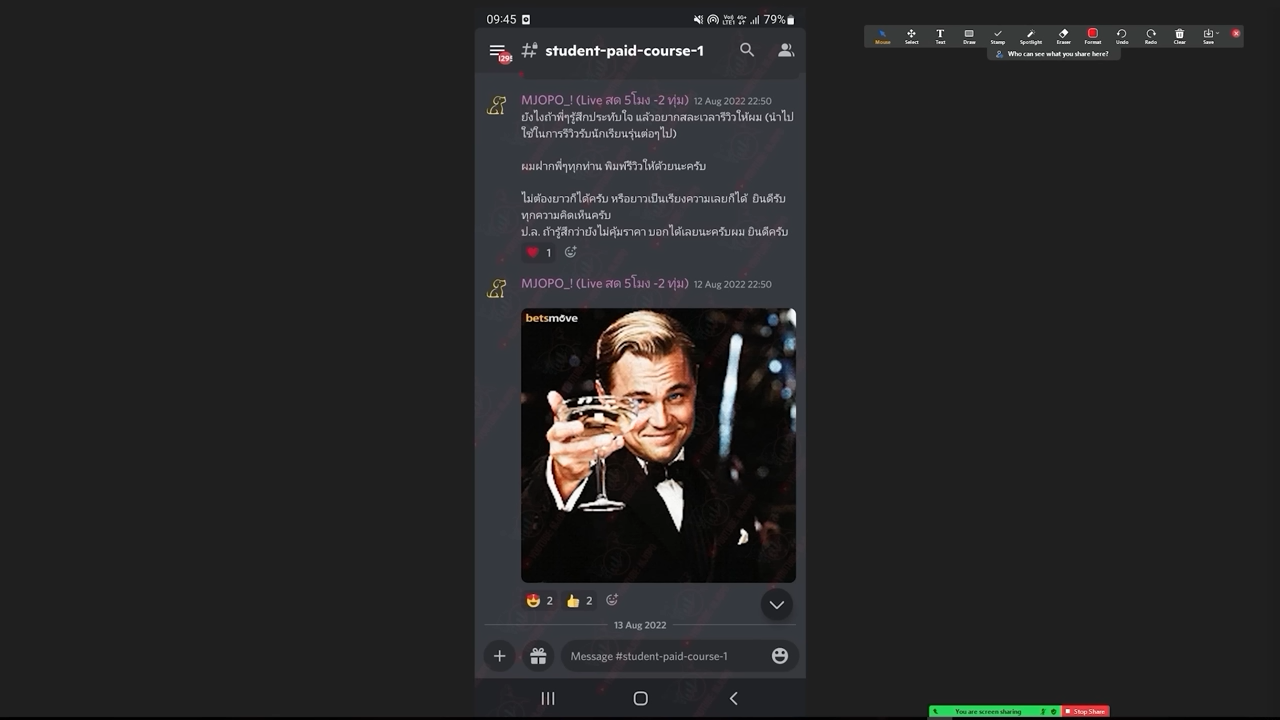 09:45
79%
Mouse
Select
Text
Draw
Stamp
Spotlight
Eraser
Format
Undo
Redo
Clear
Save
Who can see what you share here?
student-paid-course-1
MJOPO_! (Live สด 5โมง -2 ทุ่ม) 12 Aug 2022 22:50
ยังไงถ้าพี่ๆรู้สึกประทับใจ แล้วอยากสละเวลารีวิวให้ผม (นำไป
ใช้ในการรีวิวรับนักเรียนรุ่นต่อๆไป)
ผมฝากพี่ๆทุกท่าน พิมพ์รีวิวให้ด้วยนะครับ
ไม่ต้องยาวก็ได้ครับ หรือยาวเป็นเรียงความเลยก็ได้ ยินดีรับ
ทุกความคิดเห็นครับ
ป.ล. ถ้ารู้สึกว่ายังไม่คุ้มราคา บอกได้เลยนะครับผม ยินดีครับ
1
MJOPO_! (Live สด 5โมง -2 ทุ่ม) 12 Aug 2022 22:50
betsmove
2
2
13 Aug 2022
Message #student-paid-course-1
You are screen sharing
Stop Share